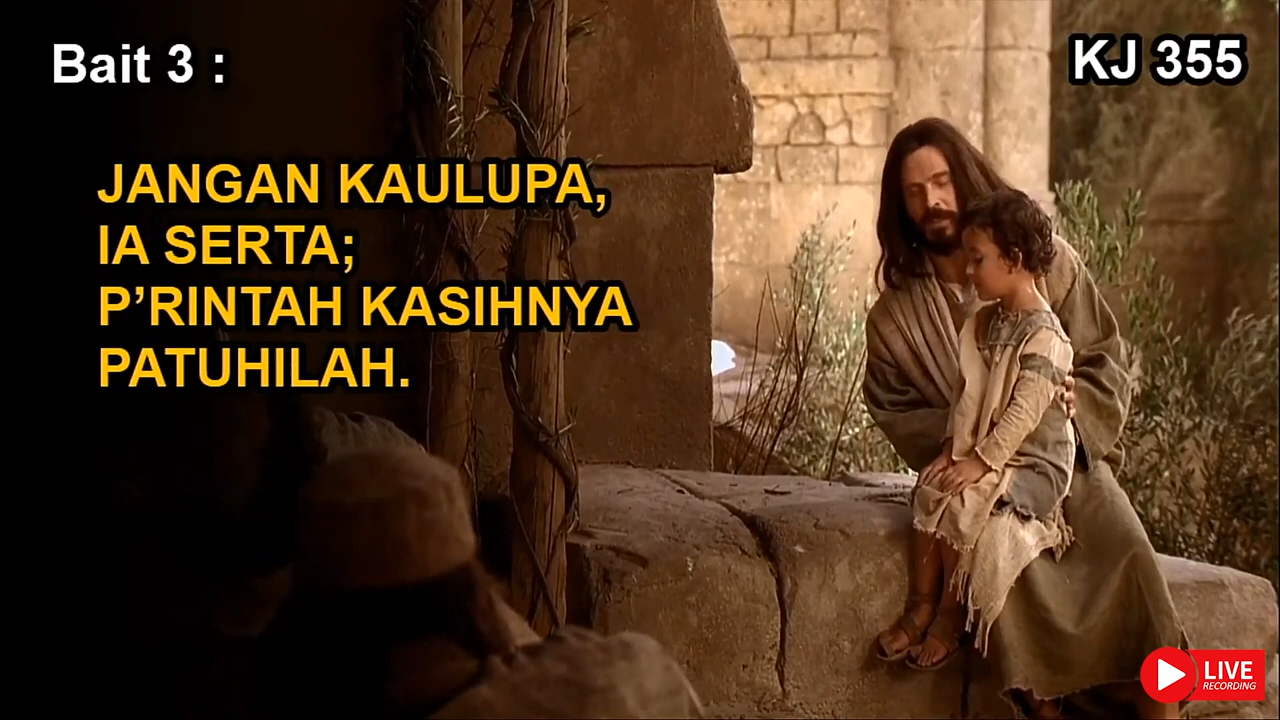 Bait 3 :
KJ 355
JANGAN KAULUPA,
IA SERTA;
P’RINTAH KASIHNYA
PATUHILAH.
LIVE
RECORDING